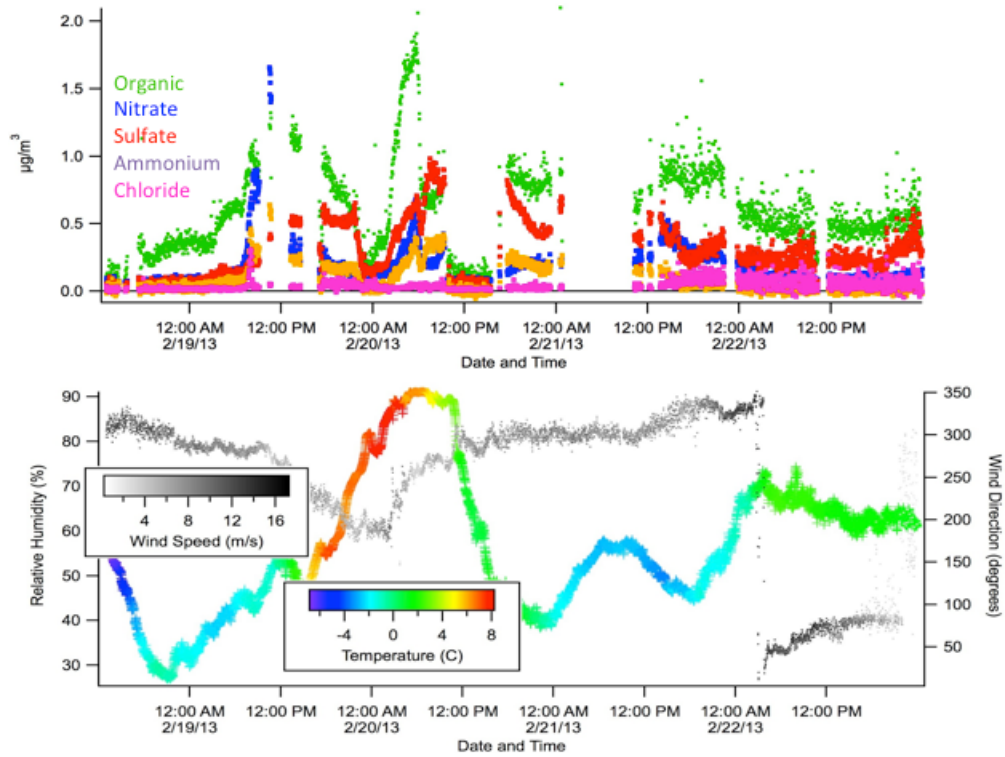 2.0
1.5
1.0
0.5
0.0
µg/m³
Organic
Nitrate
Sulfate
Ammonium
Chloride
12:00 AM 12:00 PM 12:00 AM 12:00 PM 12:00 AM 12:00 PM 12:00 AM 12:00 PM
2/19/13 2/20/13 2/21/13 2/22/13
Date and Time
90
80
70
60
50
40
30
Relative Humidity (%)
4 8 12 16
Wind Speed (m/s)
-4 0 4 8
Temperature (C)
350
300
250
200
150
100
50
Wind Direction (degrees)
12:00 AM 12:00 PM 12:00 AM 12:00 PM 12:00 AM 12:00 PM 12:00 AM 12:00 PM
2/19/13 2/20/13 2/21/13 2/22/13
Date and Time